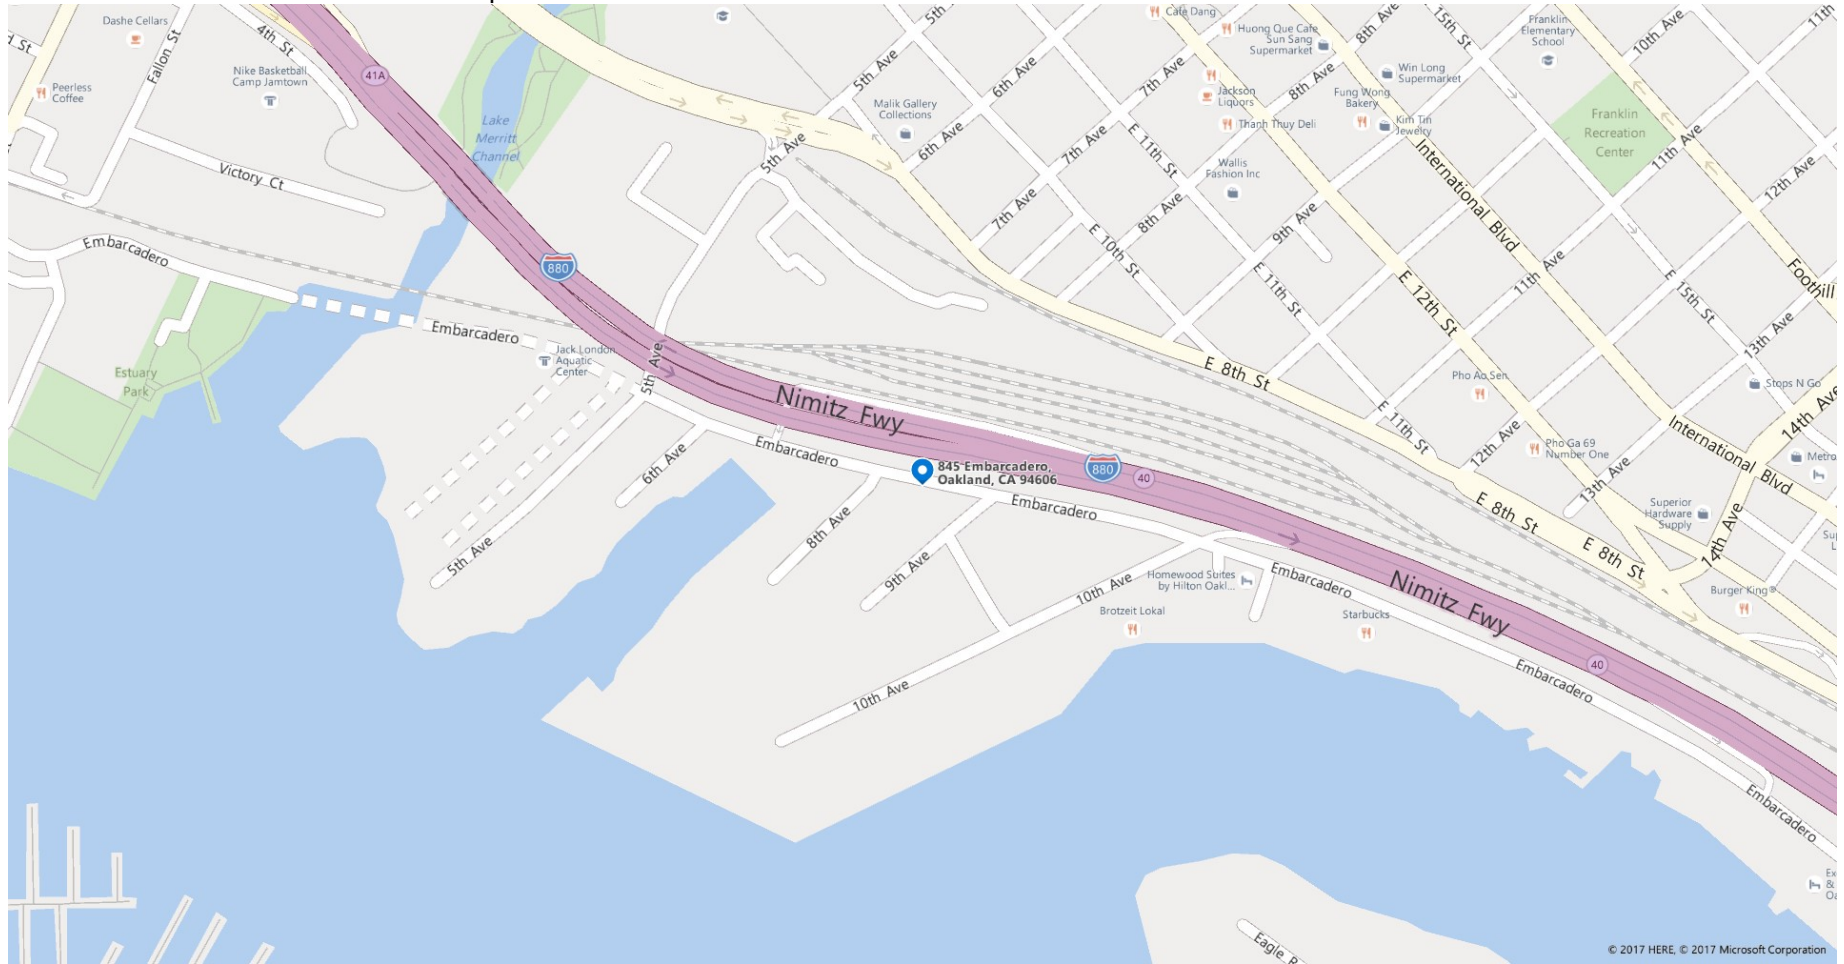 Dashe Cellars
4th St
Fallon St
41A
Nike Basketball
Camp Jamtown
Peerless
Coffee
d St
Lake
Merritt
Channel
Victory Ct
Embarcadero
880
Embarcadero
Jack London
Aquatic
Center
Estuary
Park
5th Ave
5th Ave
6th Ave
5th Ave
5th Ave
5th
Malik Gallery
Collections
6th Ave
6th Ave
7th Ave
7th Ave
7th Ave
Café Dang
Huong Que Cafe
Sun Sang
Supermarket
8th Ave
8th Ave
8th Ave
Jackson
Liquors
Thanh Thuy Deli
Fung Wong
Bakery
Win Long
Supermarket
Kim Tin
Jewelry
15th St
Franklin
Elementary
School
10th Ave
11th
Franklin
Recreation
Center
11th Ave
12th Ave
E 11th St
Wallis
Fashion Inc
9th Ave
E 10th St
E 11th St
International Blvd
E 12th St
11th Ave
E 15th St
Foothill
13th Ave
Stops N Go
14th Ave
E 8th St
Pho Ao Sen
E 11th St
12th Ave
Pho Ga 69
Number One
13th Ave
International Blvd
Metro
Superior
Hardware
Supply
14th Ave
E 8th St
E 8th St
Burger King®
Nimitz Fwy
Embarcadero
845 Embarcadero,
Oakland, CA 94606
880
40
Embarcadero
8th Ave
9th Ave
10th Ave
Homewood Suites
by Hilton Oakl...
Brotzeit Lokal
Embarcadero
Starbucks
Nimitz Fwy
40
10th Ave
Embarcadero
Embarcadero
Eagle
© 2017 HERE, © 2017 Microsoft Corporation